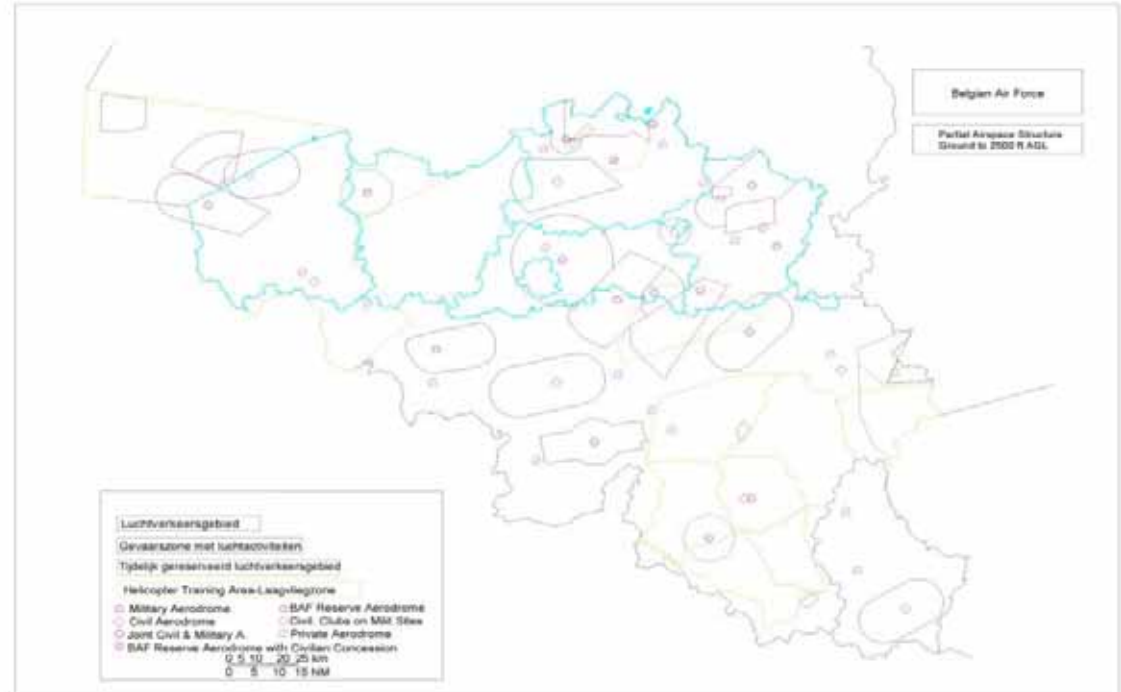 Belgian Air Force
Partial Airspace Structure
Ground to 2500 ft AGL
Luchtverkeersgebied
Gevaarszone met luchtactiviteiten
Tijdelijk gereserveerd luchtverkeersgebied
Helicopter Training Area-Laagvliegzone
Military Aerodrome
BAF Reserve Aerodrome
Civil Aerodrome
Civil. Clubs on Milit. Sites
Joint Civil & Military A.
Private Aerodrome
BAF Reserve Aerodrome with Civilian Concession
0 5 10 20 25 km
0 5 10 15 NM